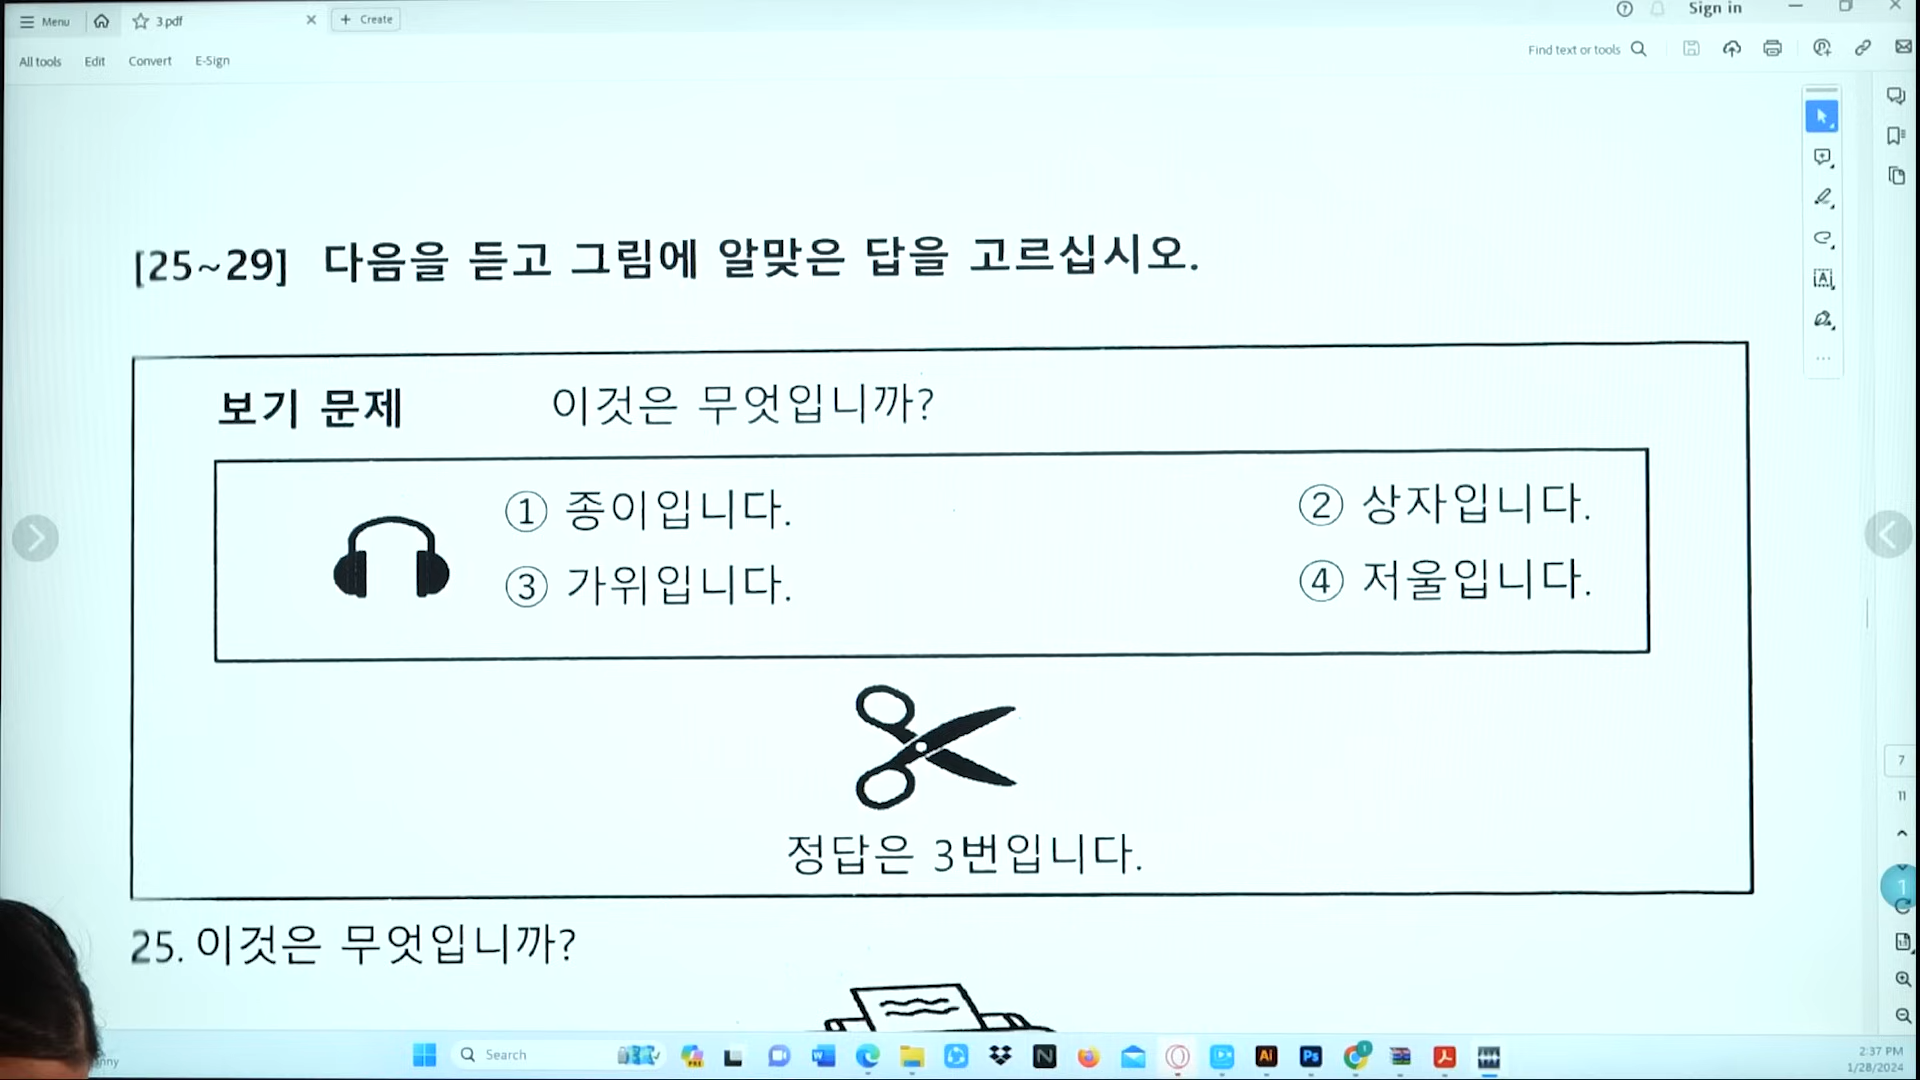 Menu
3.pdf
Create
Sign in
All tools
Edit
Convert
E-Sign
Find text or tools
[25~29] 다음을 듣고 그림에 알맞은 답을 고르십시오.
보기 문제 이것은 무엇입니까?
① 종이입니다. ② 상자입니다.
③ 가위입니다. ④ 저울입니다.
정답은 3번입니다.
25. 이것은 무엇입니까?
7
11
1
Search
2:37 PM
1/28/2024